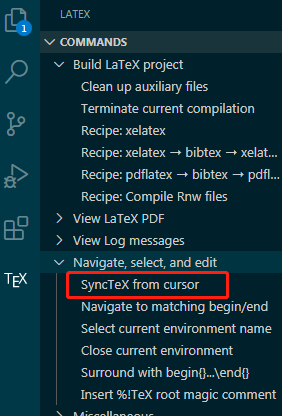 LATEX
COMMANDS
1
Build LaTeX project
Clean up auxiliary files
Terminate current compilation
Recipe: xelatex
Recipe: xelatex → bibtex → xelat...
Recipe: pdflatex → bibtex → pdfl...
Recipe: Compile Rnw files
View LaTeX PDF
View Log messages
Navigate, select, and edit
TEX
SyncTeX from cursor
Navigate to matching begin/end
Select current environment name
Close current environment
Surround with begin{}...\end{}
Insert %!TeX root magic comment
Miscellaneous